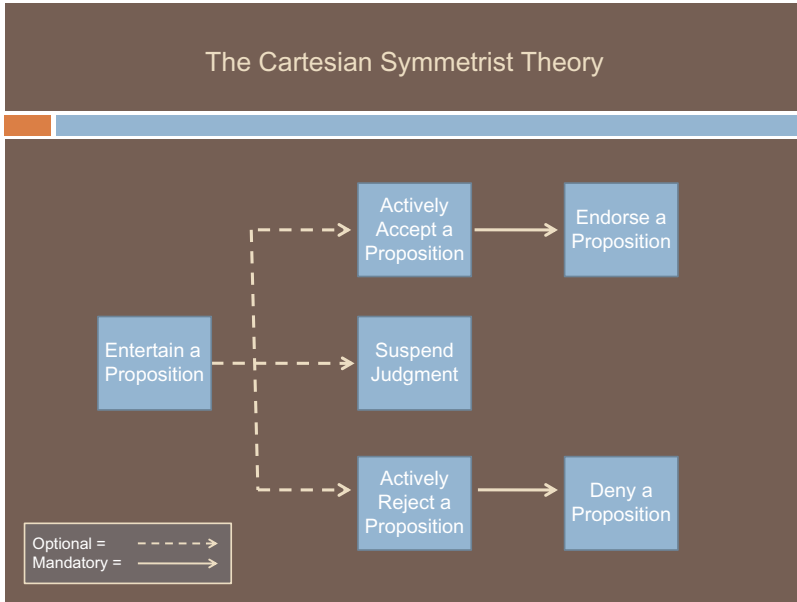 The Cartesian Symmetrist Theory
Actively
Accept a
Proposition
Endorse a
Proposition
Entertain a
Proposition
Suspend
Judgment
Actively
Reject a
Proposition
Deny a
Proposition
Optional =
Mandatory =